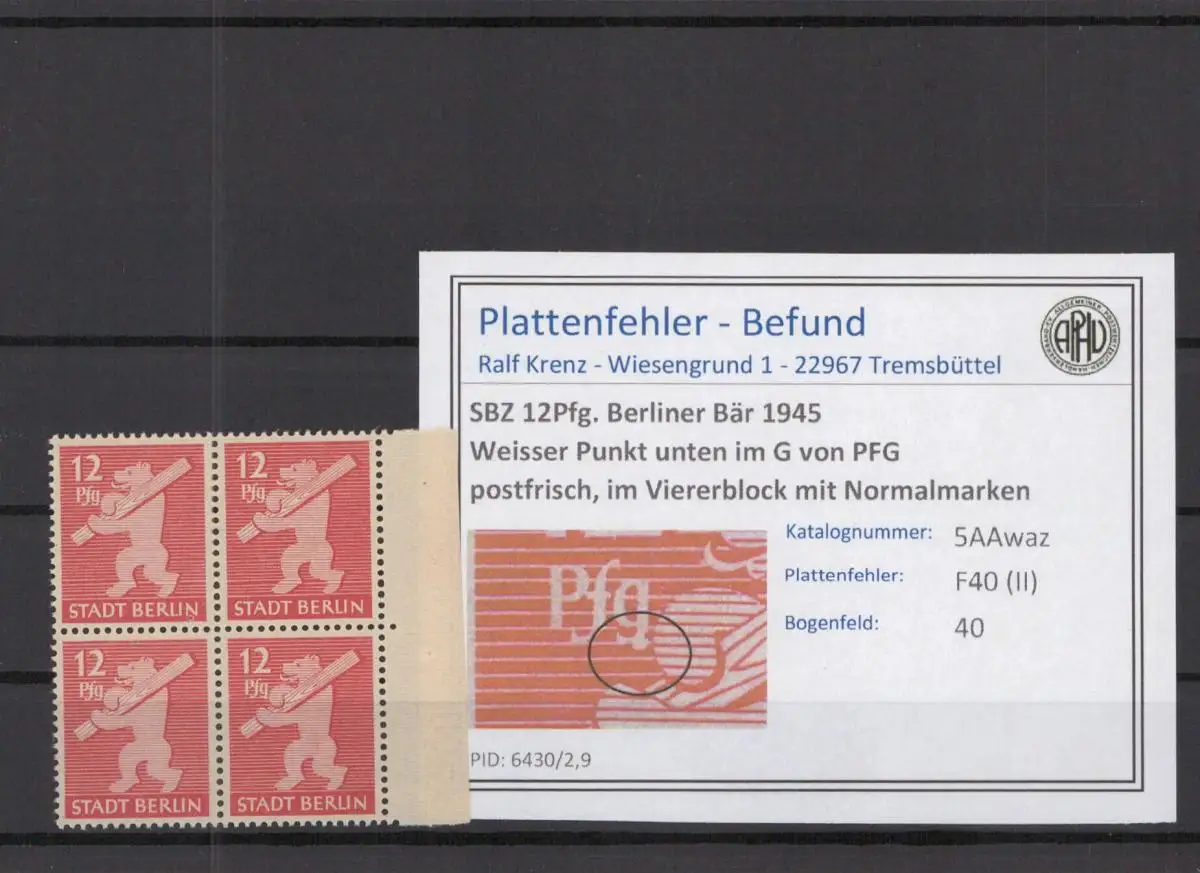 12
Pfg
STADT BERLIN
12
Pfg
STADT BERLIN
12
Pfg
STADT BERLIN
12
Pfg
STADT BERLIN
Plattenfehler - Befund
Ralf Krenz - Wiesengrund 1 - 22967 Tremsbüttel
APHV
SBZ 12Pfg. Berliner Bär 1945
Weisser Punkt unten im G von PFG
postfrisch, im Viererblock mit Normalmarken
Pfg
Katalognummer: 5AAwaz
Plattenfehler: F40 (II)
Bogenfeld: 40
PID: 6430/2,9